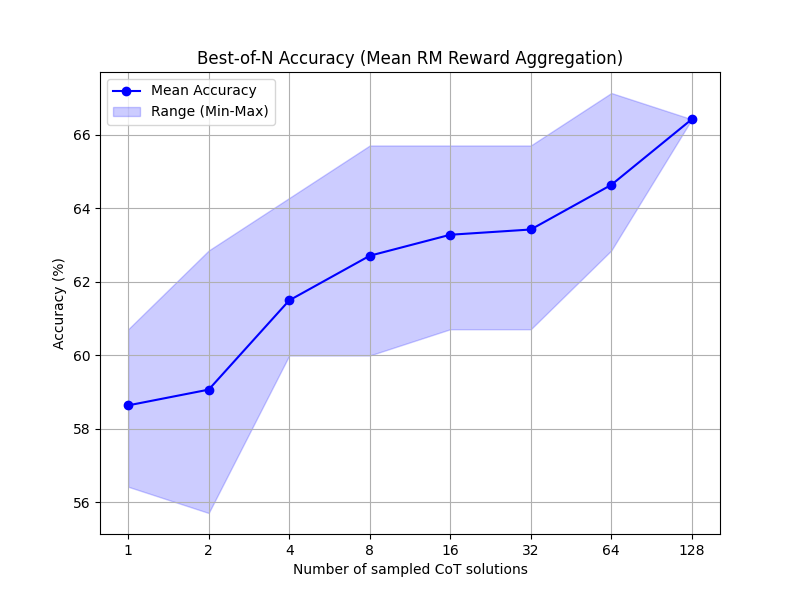 Best-of-N Accuracy (Mean RM Reward Aggregation)
Mean Accuracy
Range (Min-Max)
Accuracy (%)
66
64
62
60
58
56
1 2 4 8 16 32 64 128
Number of sampled CoT solutions